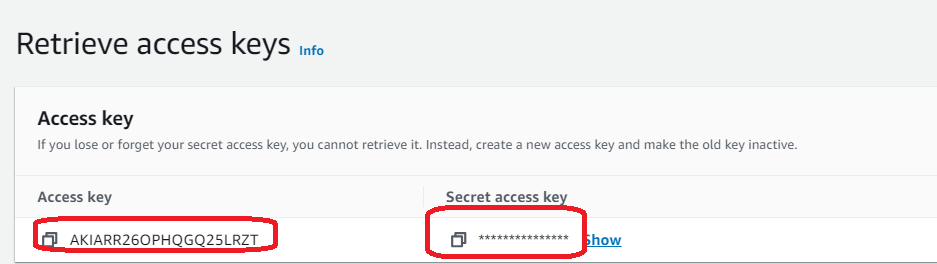 Retrieve access keys Info
Access key
If you lose or forget your secret access key, you cannot retrieve it. Instead, create a new access key and make the old key inactive.
Access key Secret access key
AKIARR26OPHQGQ25LRZT *************** Show